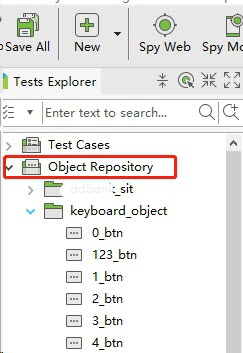 Save All
New
Spy Web
Spy Mo
Tests Explorer
Enter text to search...
Test Cases
Object Repository
_sit
keyboard_object
0_btn
123_btn
1_btn
2_btn
3_btn
4_btn